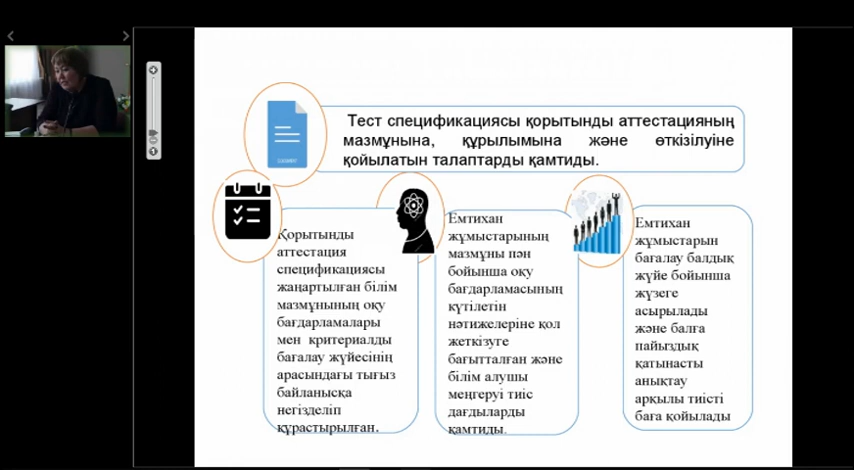 Тест спецификациясы қорытынды аттестацияның
мазмұнына, құрылымына және өткізілуіне
қойылатын талаптарды қамтиды.
Қорытынды
аттестация
спецификациясы
жаңартылған білім
мазмұнының оқу
бағдарламалары
мен критериалды
бағалау жүйесінің
арасындағы тығыз
байланысқа
негізделіп
құрастырылған.
Емтихан
жұмыстарының
мазмұны пән
бойынша оқу
бағдарламасының
күтілетін
нәтижелеріне қол
жеткізуге
бағытталған және
білім алушы
меңгеруі тиіс
дағдыларды
қамтиды.
Емтихан
жұмыстарын
бағалау балдық
жүйе бойынша
жүзеге
асырылады
және балға
пайыздық
қатынасты
анықтау
арқылы тиісті
баға қойылады